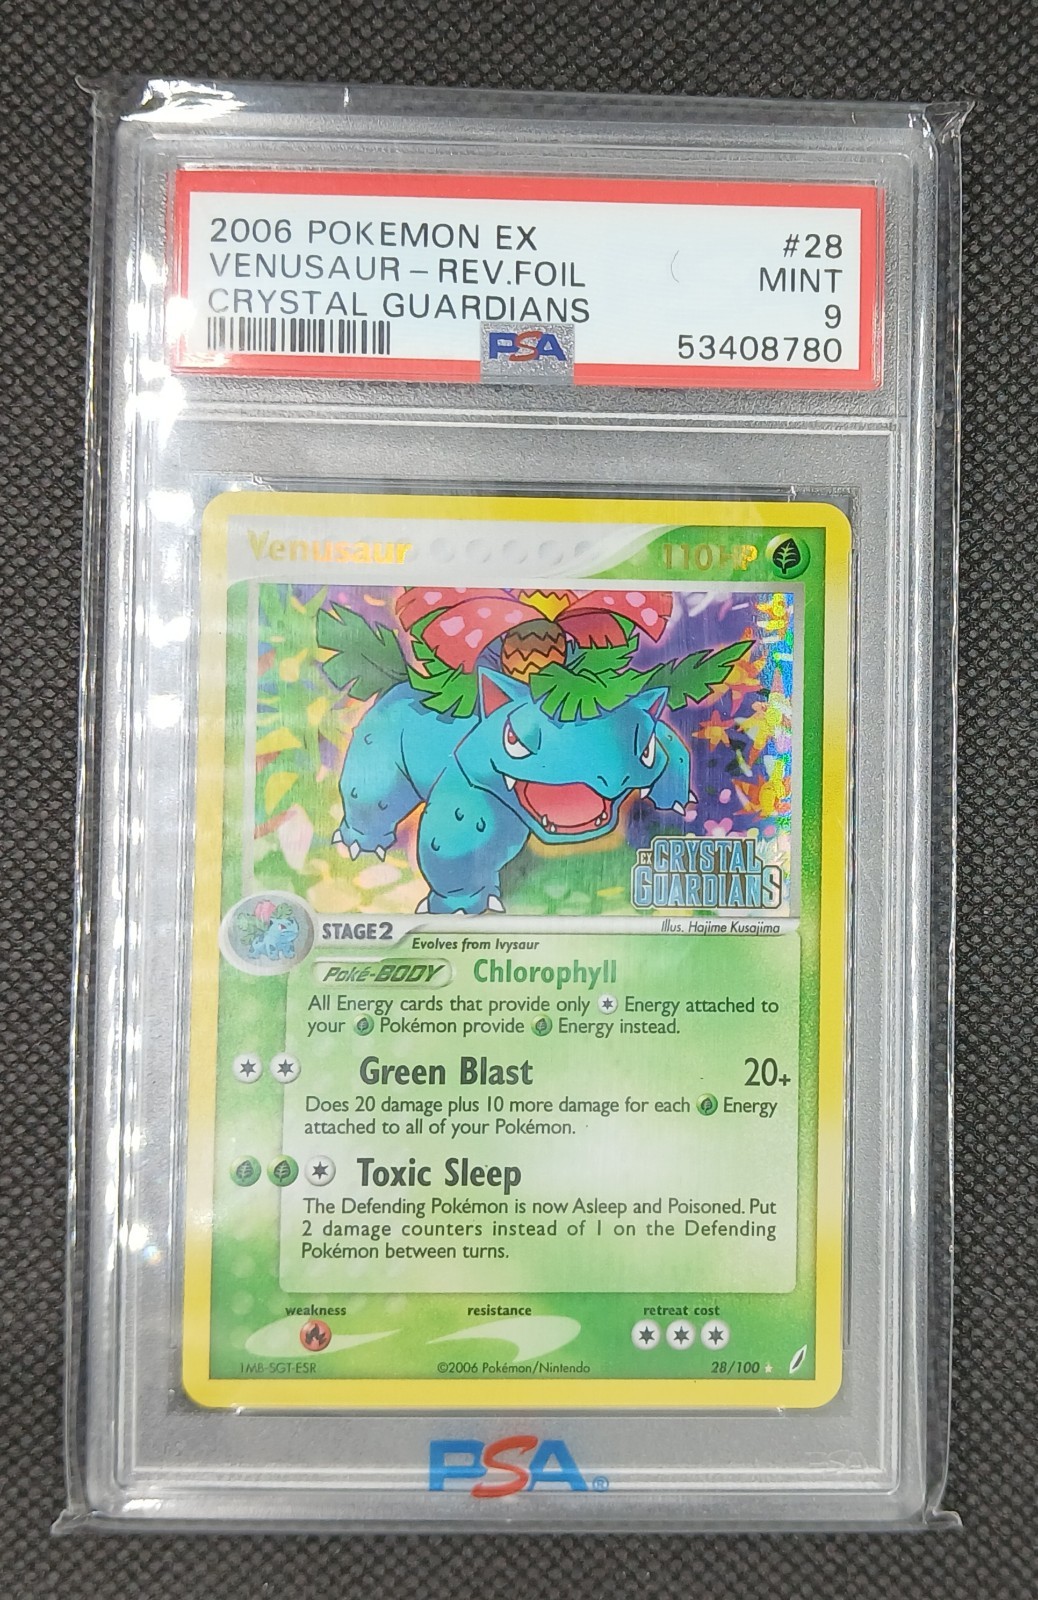 2006 POKEMON EX #28
VENUSAUR - REV.FOIL MINT
CRYSTAL GUARDIANS 9
PSA 53408780
Venusaur 110 HP
EX CRYSTAL
GUARDIANS
Illus. Hajime Kusajima
STAGE2
Evolves from Ivysaur
Poké-BODY Chlorophyll
All Energy cards that provide only Energy attached to
your Pokémon provide Energy instead.
Green Blast 20+
Does 20 damage plus 10 more damage for each Energy
attached to all of your Pokémon.
Toxic Sleep
The Defending Pokémon is now Asleep and Poisoned. Put
2 damage counters instead of 1 on the Defending
Pokémon between turns.
weakness resistance retreat cost
1MB-SGT-ESR ©2006 Pokémon/Nintendo 28/100 ★
PSA®